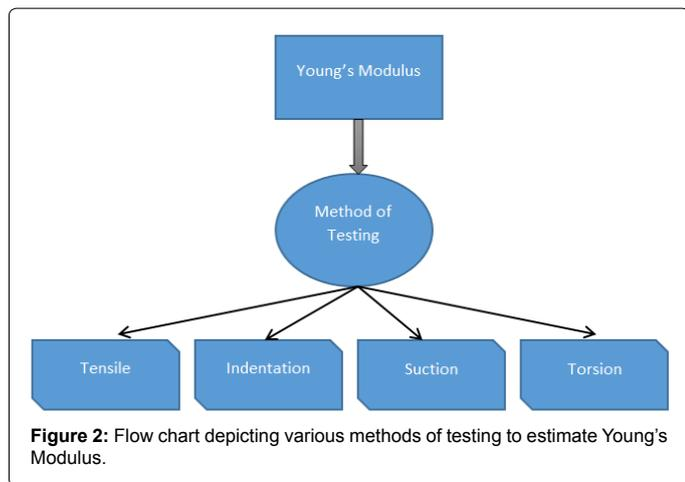 Young's Modulus
Method of
Testing
Tensile
Indentation
Suction
Torsion
Figure 2: Flow chart depicting various methods of testing to estimate Young's
Modulus.